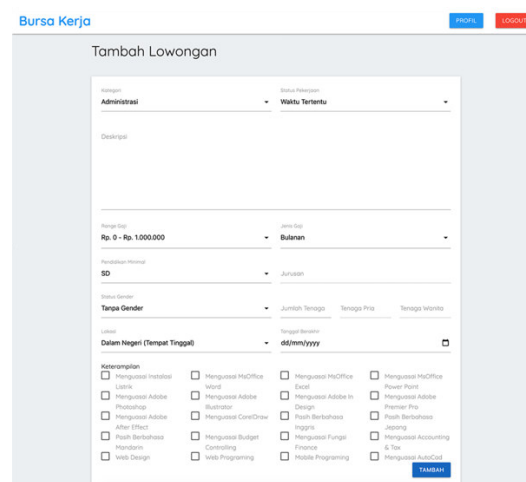 Bursa Kerja
PROFIL
LOGOUT
Tambah Lowongan
Kategori
Status Pekerjaan
Administrasi
Waktu Tertentu
Deskripsi
Range Gaji
Jenis Gaji
Rp. 0 - Rp. 1.000.000
Bulanan
Pendidikan Minimal
SD
Jurusan
Status Gender
Tanpa Gender
Jumlah Tenaga
Tenaga Pria
Tenaga Wanita
Lokasi
Tanggal Berakhir
Dalam Negeri (Tempat Tinggal)
dd/mm/yyyy
Keterampilan
Menguasai Instalasi
Listrik
Menguasai MsOffice
Word
Menguasai MsOffice
Excel
Menguasai MsOffice
Power Point
Menguasai Adobe
Photoshop
Menguasai Adobe
Illustrator
Menguasai Adobe In
Design
Menguasai Adobe
Premier Pro
Menguasai Adobe
After Effect
Menguasai CorelDraw
Fasih Berbahasa
Inggris
Fasih Berbahasa
Jepang
Fasih Berbahasa
Mandarin
Menguasai Budget
Controlling
Menguasai Fungsi
Finance
Menguasai Accounting
& Tax
Web Design
Web Programing
Mobile Programing
Menguasai AutoCad
TAMBAH